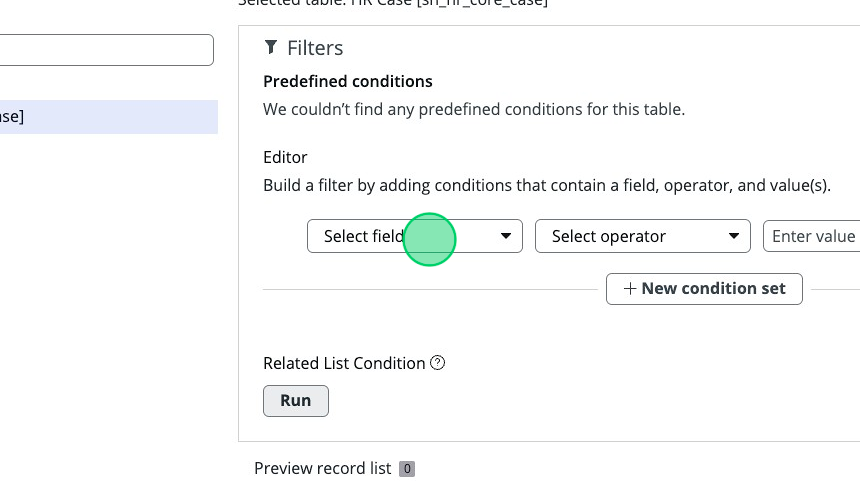 Selected table: HR Case [sn_hr_core_case]
Filters
Predefined conditions
ase]
We couldn’t find any predefined conditions for this table.
Editor
Build a filter by adding conditions that contain a field, operator, and value(s).
Select field Select operator Enter value
+ New condition set
Related List Condition ?
Run
Preview record list 0